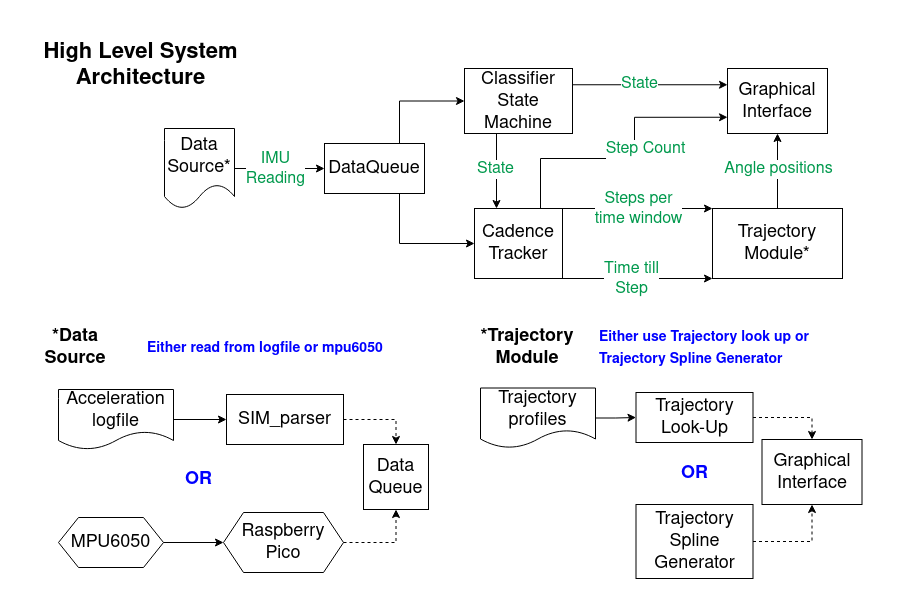 High Level System
Architecture
Classifier
State
Machine
State
Graphical
Interface
Data
Source*
IMU
Reading
DataQueue
Step Count
State
Angle positions
Cadence
Tracker
Steps per
time window
Time till
Step
Trajectory
Module*
*Data
Source
Either read from logfile or mpu6050
Acceleration
logfile
SIM_parser
Data
Queue
OR
MPU6050
Raspberry
Pico
*Trajectory
Module
Either use Trajectory look up or
Trajectory Spline Generator
Trajectory
profiles
Trajectory
Look-Up
Graphical
Interface
OR
Trajectory
Spline
Generator